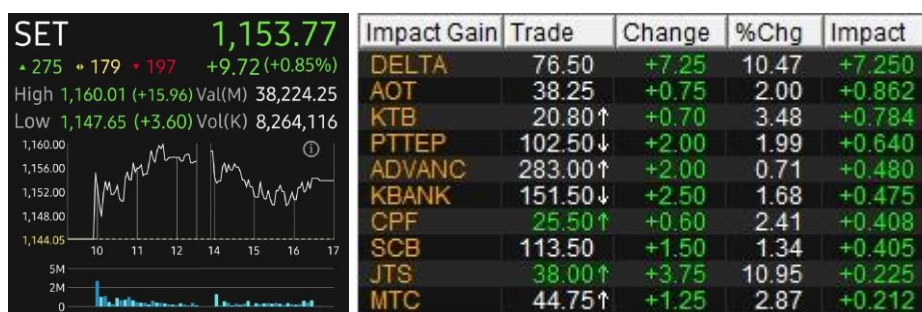 SET 1,153.77
275 179 197 +9.72 (+0.85%)
High 1,160.01 (+15.96) Val(M) 38,224.25
Low 1,147.65 (+3.60) Vol(K) 8,264,116
1,160.00
1,156.00
1,152.00
1,148.00
1,144.05
10 11 12 14 15 16 17
5M
2M
0
Impact Gain Trade Change %Chg Impact
DELTA 76.50 +7.25 10.47 +7.250
AOT 38.25 +0.75 2.00 +0.862
KTB 20.80↑ +0.70 3.48 +0.784
PTTEP 102.50↓ +2.00 1.99 +0.640
ADVANC 283.00↑ +2.00 0.71 +0.480
KBANK 151.50↓ +2.50 1.68 +0.475
CPF 25.50↑ +0.60 2.41 +0.408
SCB 113.50 +1.50 1.34 +0.405
JTS 38.00↑ +3.75 10.95 +0.225
MTC 44.75↑ +1.25 2.87 +0.212